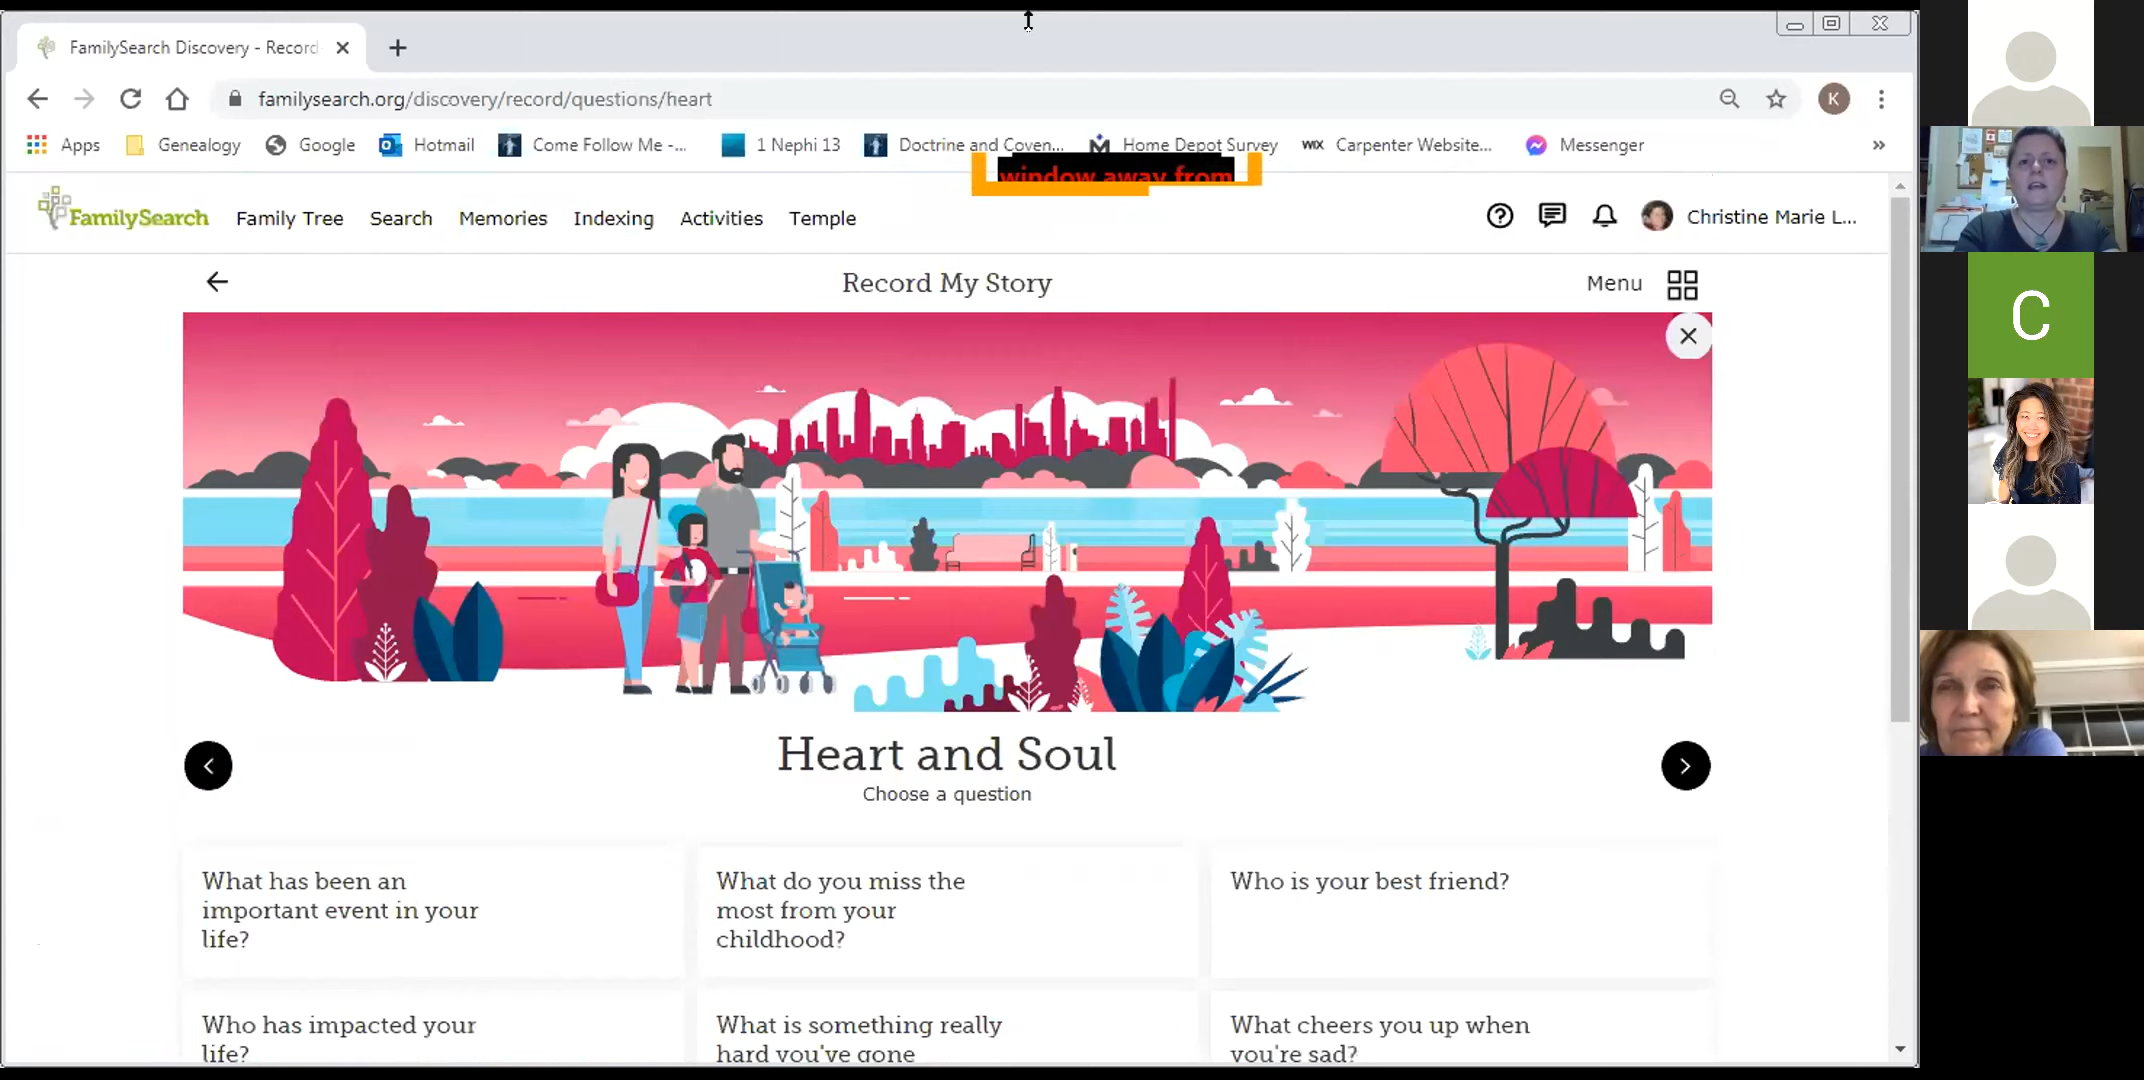 FamilySearch Discovery - Record
familysearch.org/discovery/record/questions/heart
K
Apps Genealogy Google Hotmail Come Follow Me -... 1 Nephi 13 Doctrine and Coven... Home Depot Survey WIX Carpenter Website... Messenger »
window away from
FamilySearch Family Tree Search Memories Indexing Activities Temple Christine Marie L...
Record My Story Menu
C
Heart and Soul
Choose a question
What has been an
important event in your
life?
What do you miss the
most from your
childhood?
Who is your best friend?
Who has impacted your
life?
What is something really
hard you've gone
What cheers you up when
you're sad?